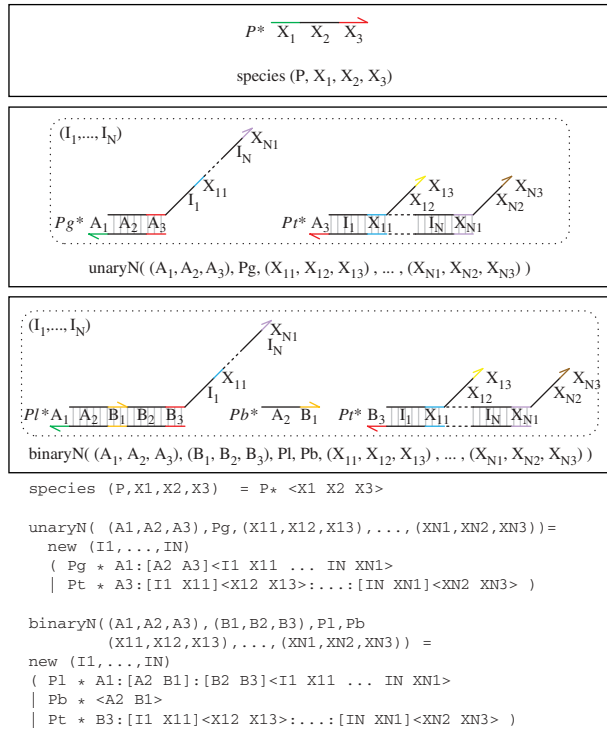 P* X1 X2 X3
species (P, X1, X2, X3)
(I1,...,IN)
XN1
IN
X11
I1
Pg* A1 A2 A3
X13
X12
XN3
XN2
Pt* A3 I1 X11 IN XN1
unaryN( (A1, A2, A3), Pg, (X11, X12, X13) , ... , (XN1, XN2, XN3) )
(I1,...,IN)
XN1
IN
X11
I1
Pl* A1 A2 B1 B2 B3
Pb* A2 B1
X13
X12
XN3
XN2
Pt* B3 I1 X11 IN XN1
binaryN( (A1, A2, A3), (B1, B2, B3), Pl, Pb, (X11, X12, X13) , ... , (XN1, XN2, XN3) )
species (P,X1,X2,X3)  = P* <X1 X2 X3>
unaryN( (A1,A2,A3),Pg,(X11,X12,X13),...,(XN1,XN2,XN3))=
new (I1,...,IN)
( Pg * A1:[A2 A3]<I1 X11 ... IN XN1>
| Pt * A3:[I1 X11]<X12 X13>:...:[IN XN1]<XN2 XN3> )
binaryN((A1,A2,A3),(B1,B2,B3),Pl,Pb
(X11,X12,X13),...,(XN1,XN2,XN3)) =
new (I1,...,IN)
( Pl * A1:[A2 B1]:[B2 B3]<I1 X11 ... IN XN1>
| Pb * <A2 B1>
| Pt * B3:[I1 X11]<X12 X13>:...:[IN XN1]<XN2 XN3> )